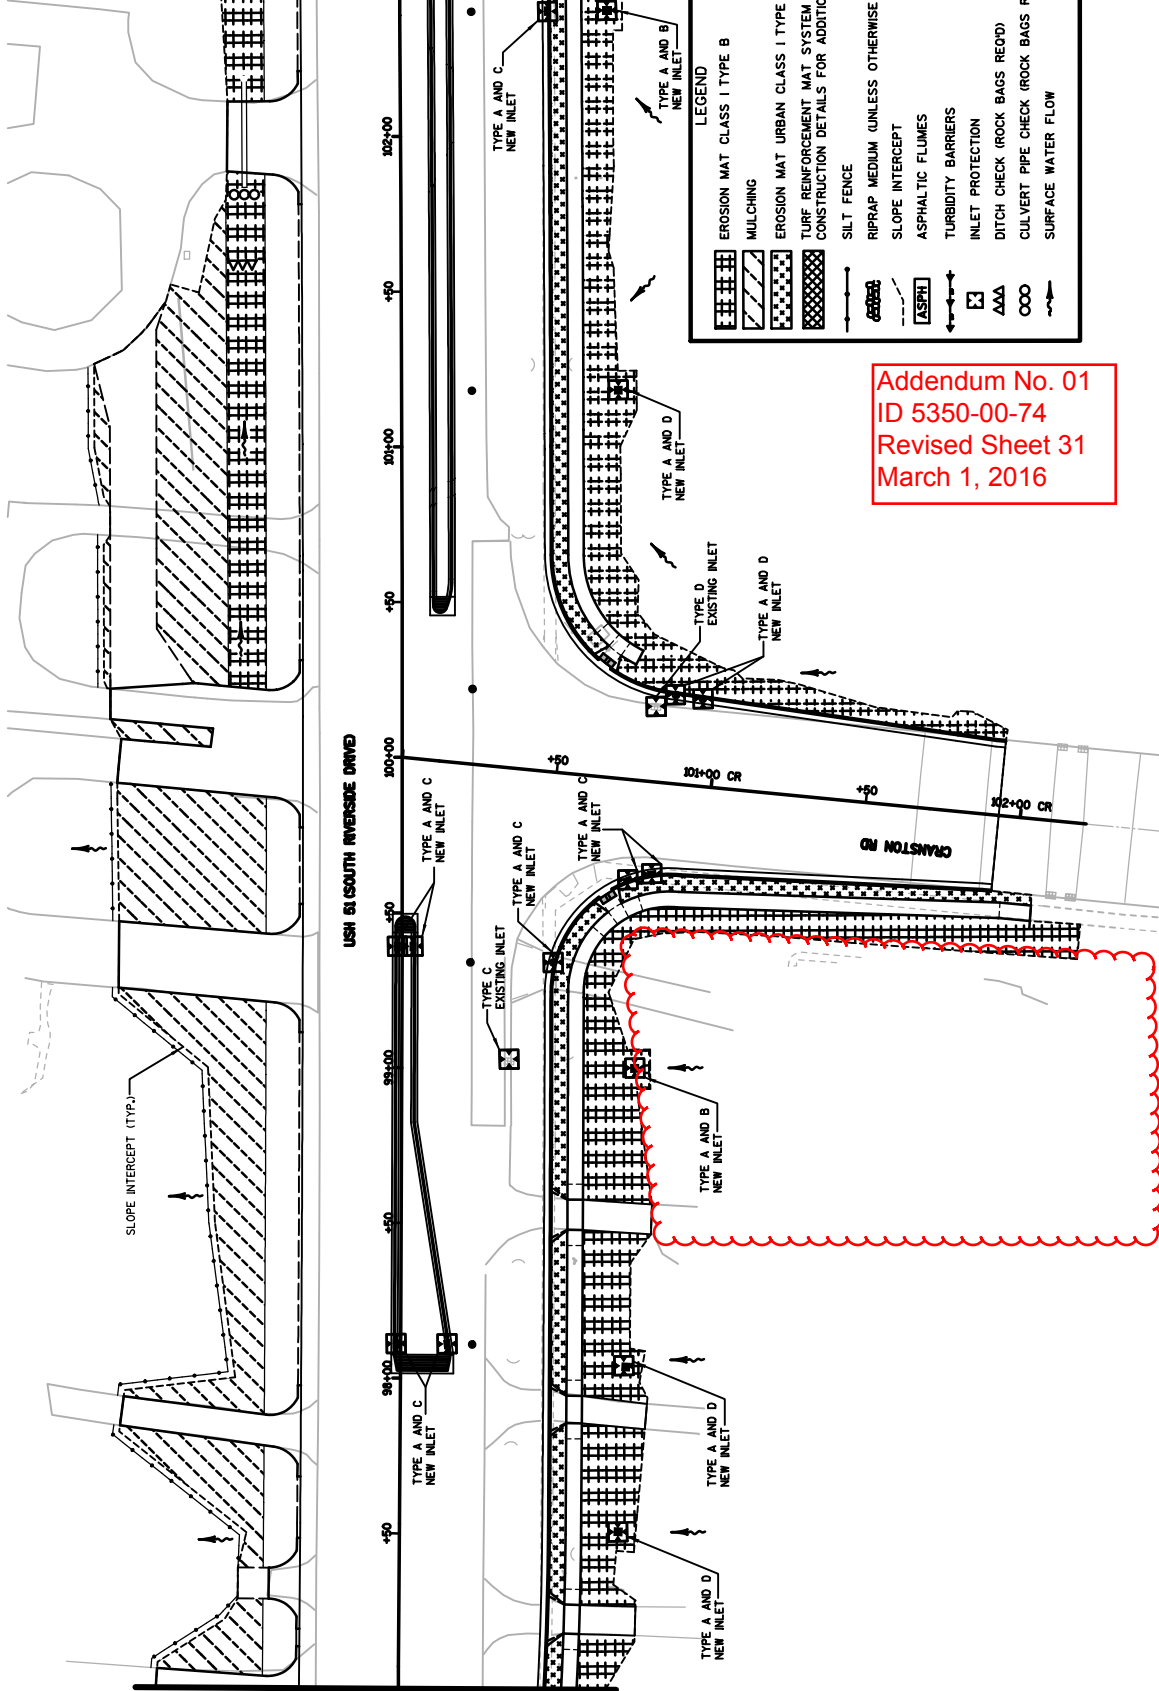 TYPE A AND C
NEW INLET
TYPE A AND B
NEW INLET
LEGEND
EROSION MAT CLASS I TYPE B
MULCHING
EROSION MAT URBAN CLASS I TYPE
TURF REINFORCEMENT MAT SYSTEM
CONSTRUCTION DETAILS FOR
SILT FENCE
RIPRAP MEDIUM (UNLESS OTHERWISE
SLOPE INTERCEPT
ASPH
ASPHALTIC FLUMES
TURBIDITY BARRIERS
INLET PROTECTION
DITCH CHECK (ROCK BAGS REQ'D)
CULVERT PIPE CHECK (ROCK BAGS
SURFACE WATER FLOW
Addendum No. 01
ID 5350-00-74
Revised Sheet 31
March 1, 2016
102+00
+50
101+00
+50
100+00
+50
99+00
+50
98+00
+50
USH 51 (SOUTH RIVERSIDE DRIVE)
TYPE A AND D
NEW INLET
TYPE D
EXISTING INLET
TYPE A AND D
NEW INLET
+50
101+00 CR
+50
102+00 CR
CRANSTON RD
TYPE A AND C
NEW INLET
TYPE A AND C
NEW INLET
TYPE A AND C
NEW INLET
TYPE C
EXISTING INLET
SLOPE INTERCEPT (TYP.)
TYPE A AND B
NEW INLET
TYPE A AND C
NEW INLET
TYPE A AND D
NEW INLET
TYPE A AND D
NEW INLET